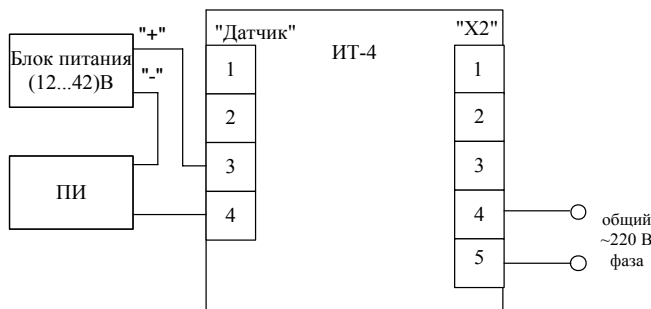 "+"
"Датчик"
ИТ-4
"X2"
Блок питания
(12...42)В
"-"
1
2
3
4
ПИ
1
2
3
4
5
общий
~220 В
фаза